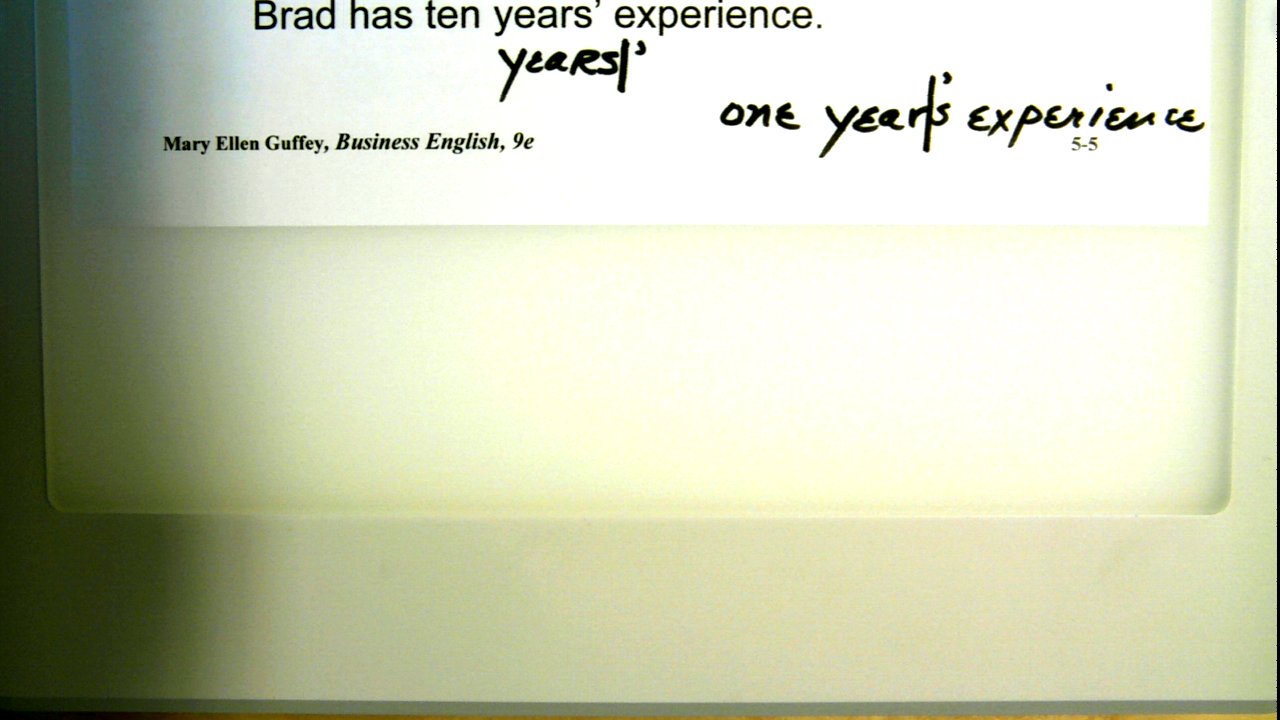 Brad has ten years’ experience.
years|’
one year|’s experience
Mary Ellen Guffey, Business English, 9e
5-5